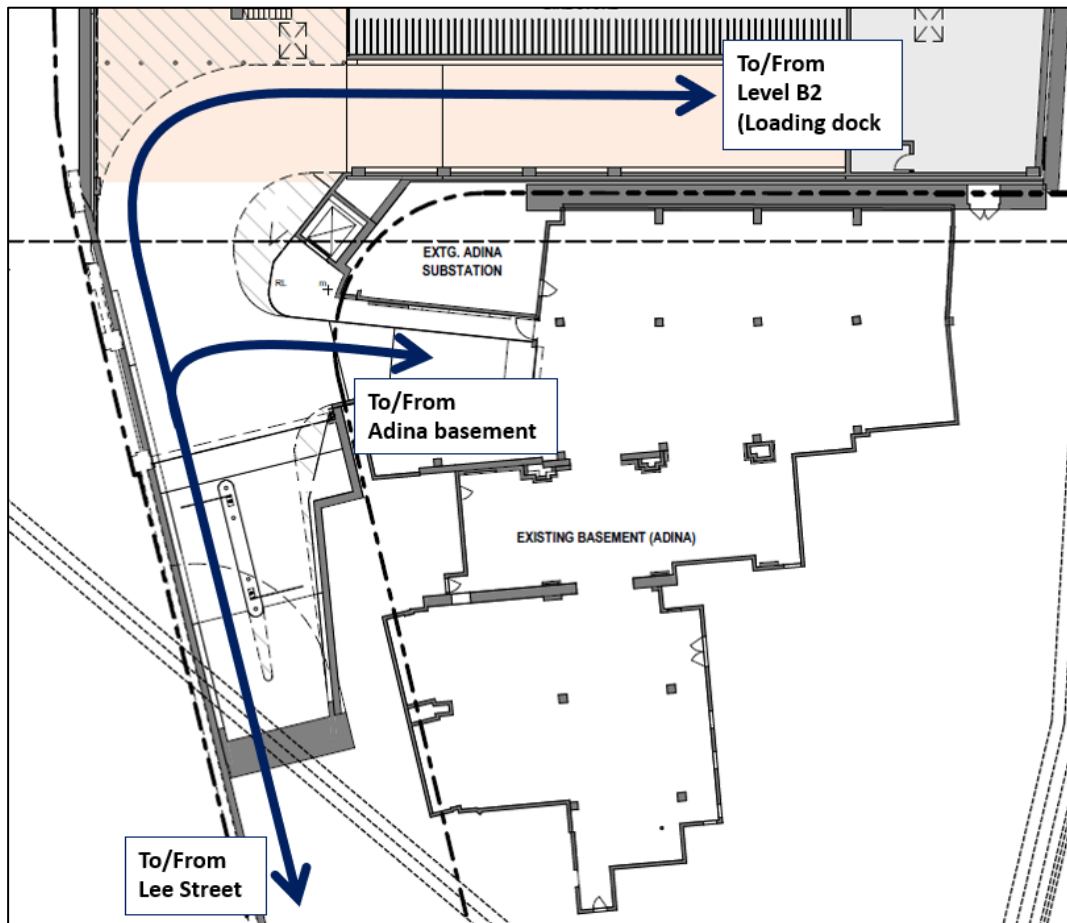 To/From
Level B2
(Loading dock
EXTG. ADINA
SUBSTATION
RL
m
To/From
Adina basement
EXISTING BASEMENT (ADINA)
To/From
Lee Street